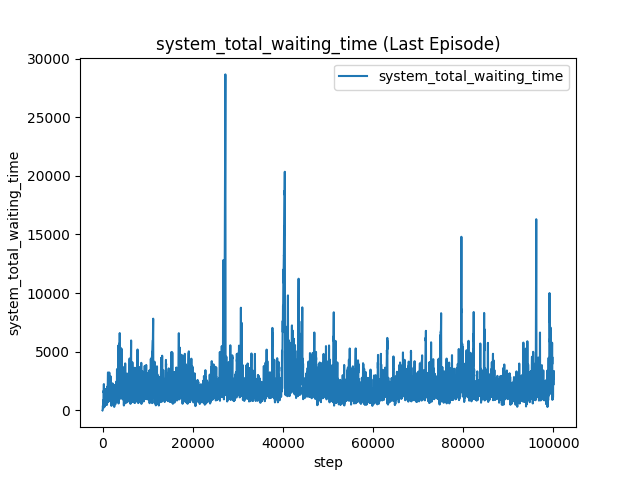 system_total_waiting_time (Last Episode)
system_total_waiting_time
system_total_waiting_time
30000
25000
20000
15000
10000
5000
0
0 20000 40000 60000 80000 100000
step